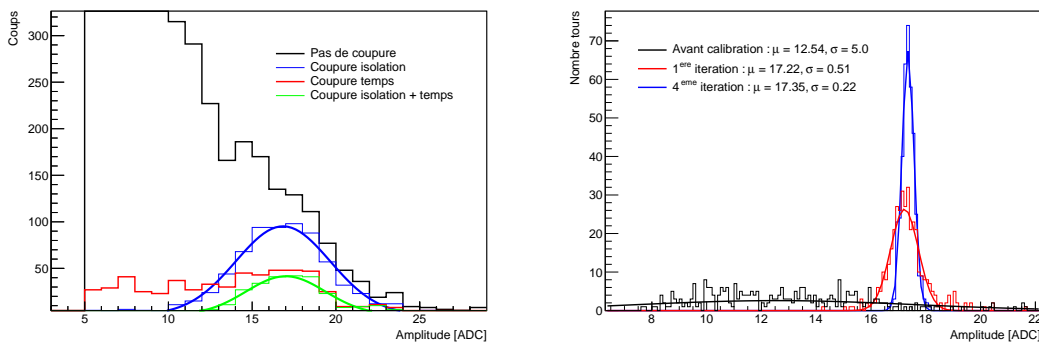 Coups
300
250
200
150
100
50
5
10
15
20
25
Amplitude [ADC]
Pas de coupure
Coupure isolation
Coupure temps
Coupure isolation + temps
Nombre tours
70
60
50
40
30
20
10
0
8
10
12
14
16
18
20
22
Amplitude [ADC]
Avant calibration : μ = 12.54, σ = 5.0
1ere iteration : μ = 17.22, σ = 0.51
4eme iteration : μ = 17.35, σ = 0.22